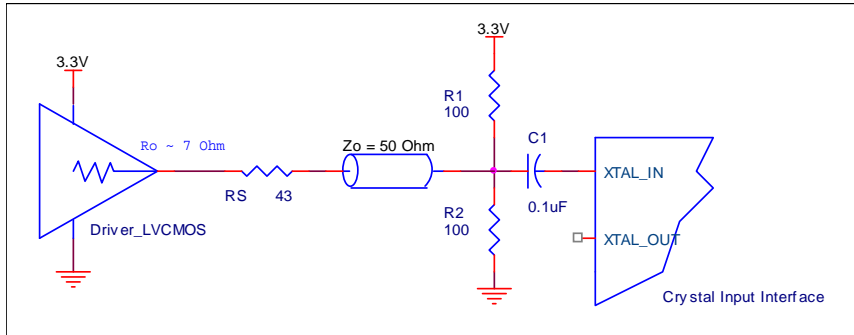 3.3V
3.3V
R1
100
Ro ~ 7 Ohm
Zo = 50 Ohm
C1
XTAL_IN
RS 43
0.1uF
R2
100
Driver_LVCMOS
XTAL_OUT
Crystal Input Interface